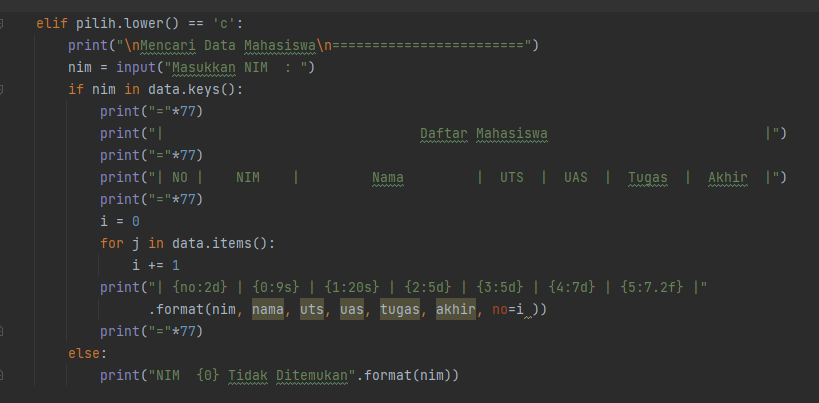 elif pilih.lower() == 'c':
    print("\nMencari Data Mahasiswa\n========================")
    nim = input("Masukkan NIM  : ")
    if nim in data.keys():
        print("="*77)
        print("|                                Daftar Mahasiswa                           |")
        print("="*77)
        print("| NO |    NIM    |         Nama         |  UTS  |  UAS  |  Tugas  |  Akhir  |")
        print("="*77)
        i = 0
        for j in data.items():
            i += 1
        print("| {no:2d} | {0:9s} | {1:20s} | {2:5d} | {3:5d} | {4:7d} | {5:7.2f} |"
              .format(nim, nama, uts, uas, tugas, akhir, no=i ))
        print("="*77)
    else:
        print("NIM  {0} Tidak Ditemukan".format(nim))